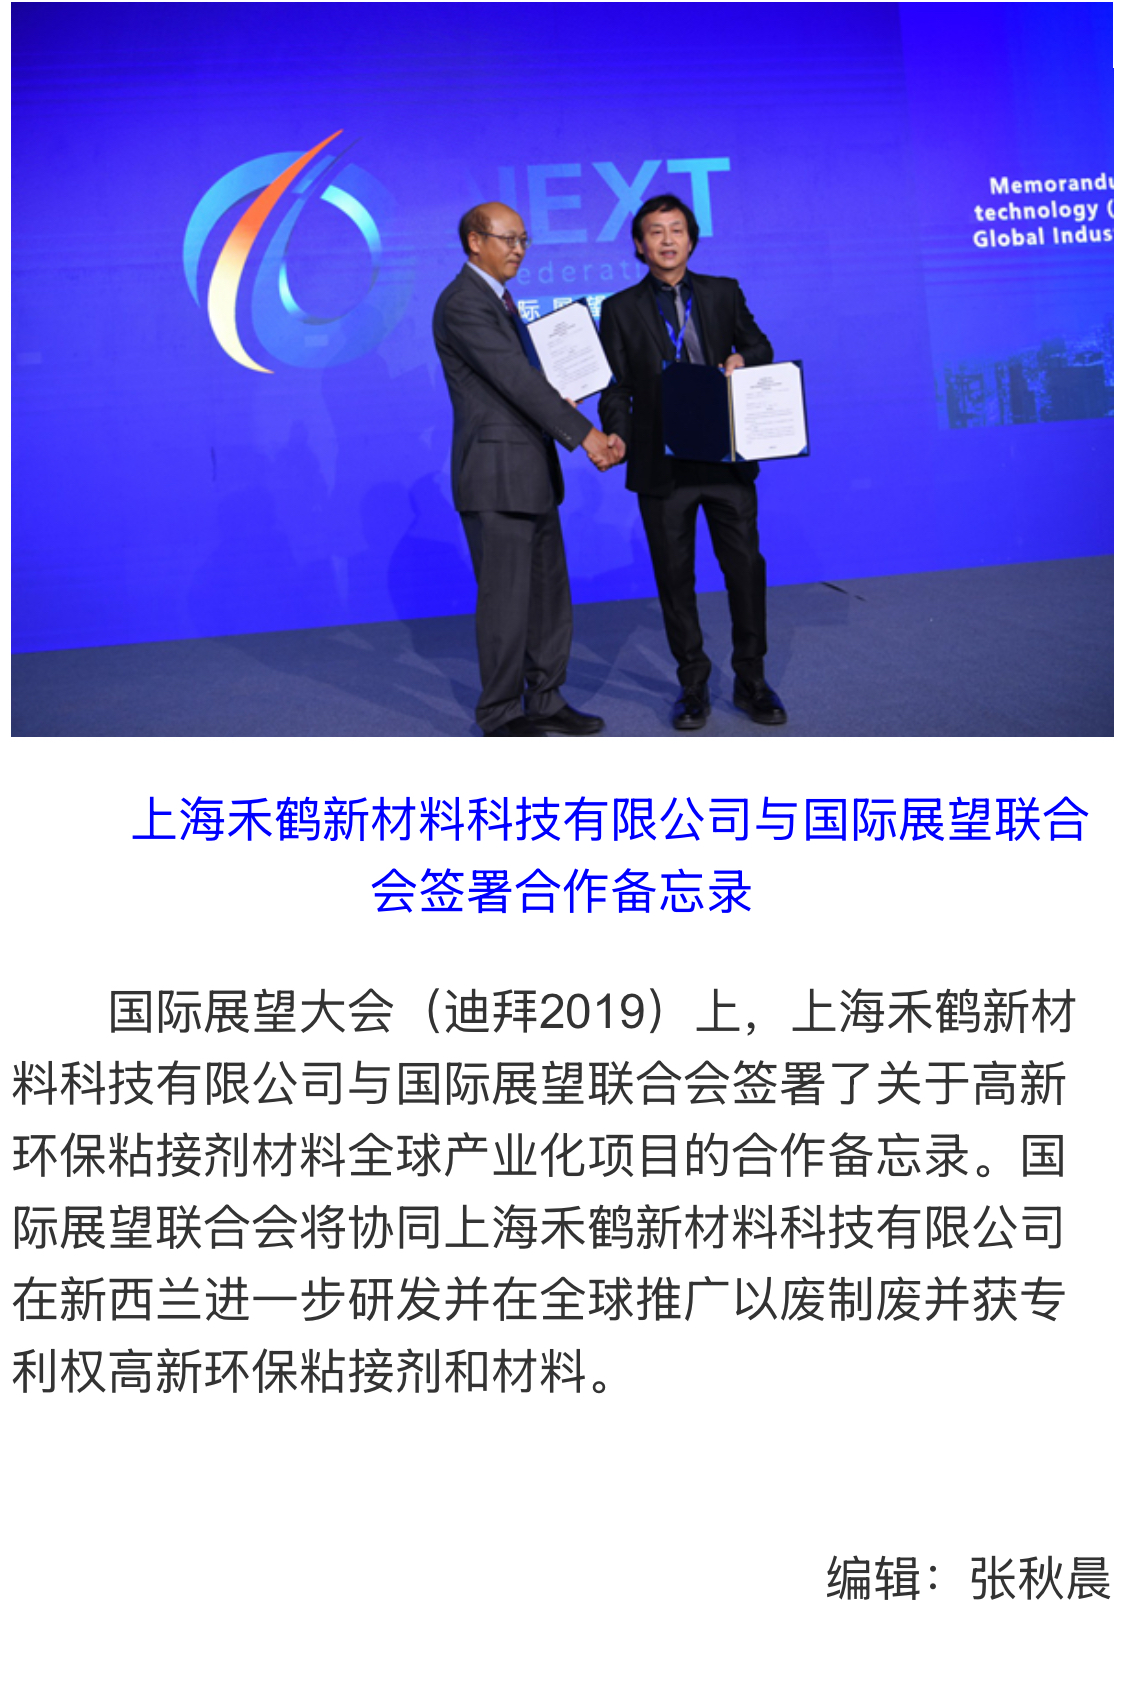 NEXT
Federati
际 展 望
Memorandu
technology (
Global Indus
上海禾鹤新材料科技有限公司与国际展望联合
会签署合作备忘录
国际展望大会（迪拜2019）上，上海禾鹤新材
料科技有限公司与国际展望联合会签署了关于高新
环保粘接剂材料全球产业化项目的合作备忘录。国
际展望联合会将协同上海禾鹤新材料科技有限公司
在新西兰进一步研发并在全球推广以废制废并获专
利权高新环保粘接剂和材料。
编辑：张秋晨